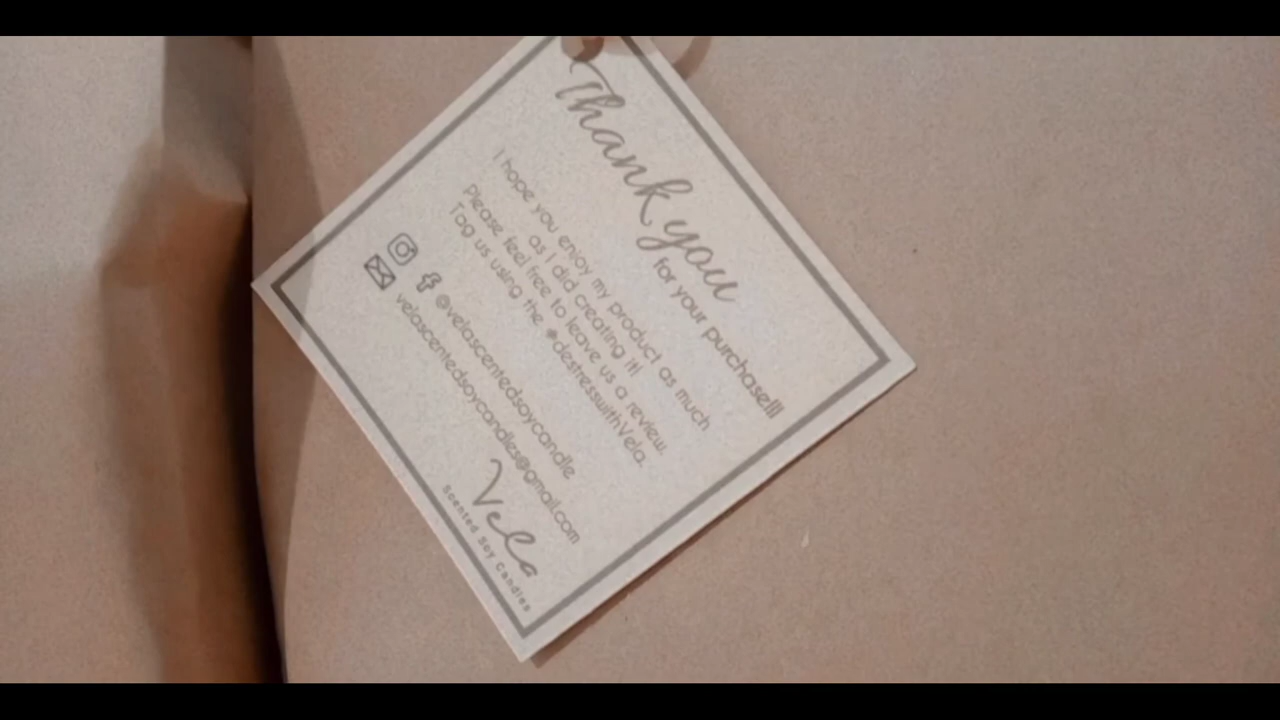 Thank you
for your purchase!!!
I hope you enjoy my product as much
as I did creating it!
Please feel free to leave us a review.
Tag us using the #destresswithVela.
@velascentedsoycandle
velascentedsoycandles@gmail.com
Vela
Scented Soy Candles